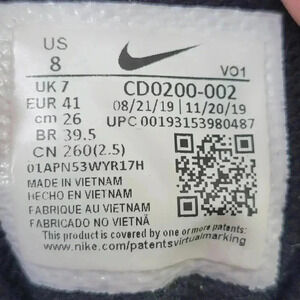 US
8
VO1
UK 7
CD0200-002
EUR 41
08/21/19 11/20/19
cm 26
UPC 00193153980487
BR 39.5
CN 260(2.5)
01APN53WYR17H
MADE IN VIETNAM
HECHO EN VIETNAM
FABRIQUE AU VIETNAM
FABRICADO NO VIETNÃ
This product is covered by one or more patents see
www.nike.com/patentsvirtualmarking